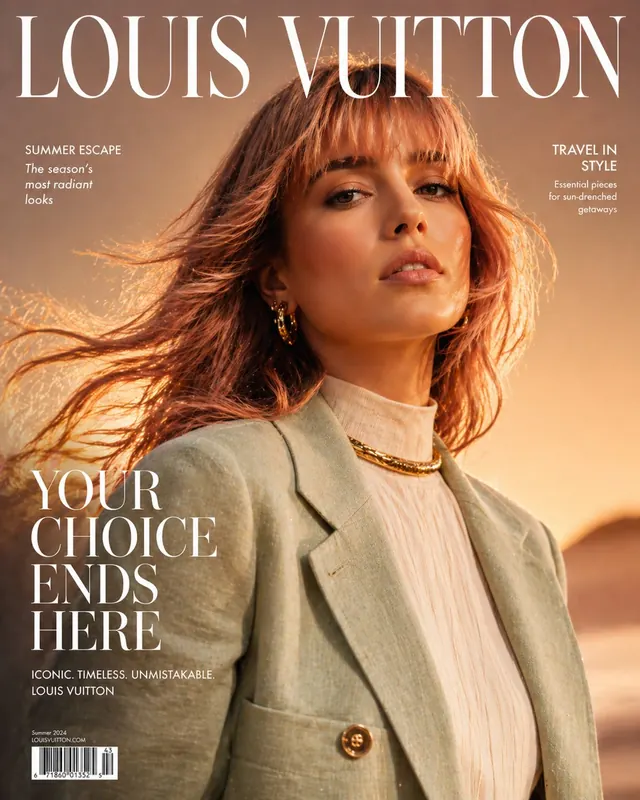 LOUIS VUITTON
SUMMER ESCAPE
The season's
most radiant
looks
TRAVEL IN
STYLE
Essential pieces
for sun-drenched
getaways
YOUR
CHOICE
ENDS
HERE
ICONIC. TIMELESS. UNMISTAKABLE.
LOUIS VUITTON
Summer 2024
LOUISVUITTON.COM
43
6 71860 01352 5
02